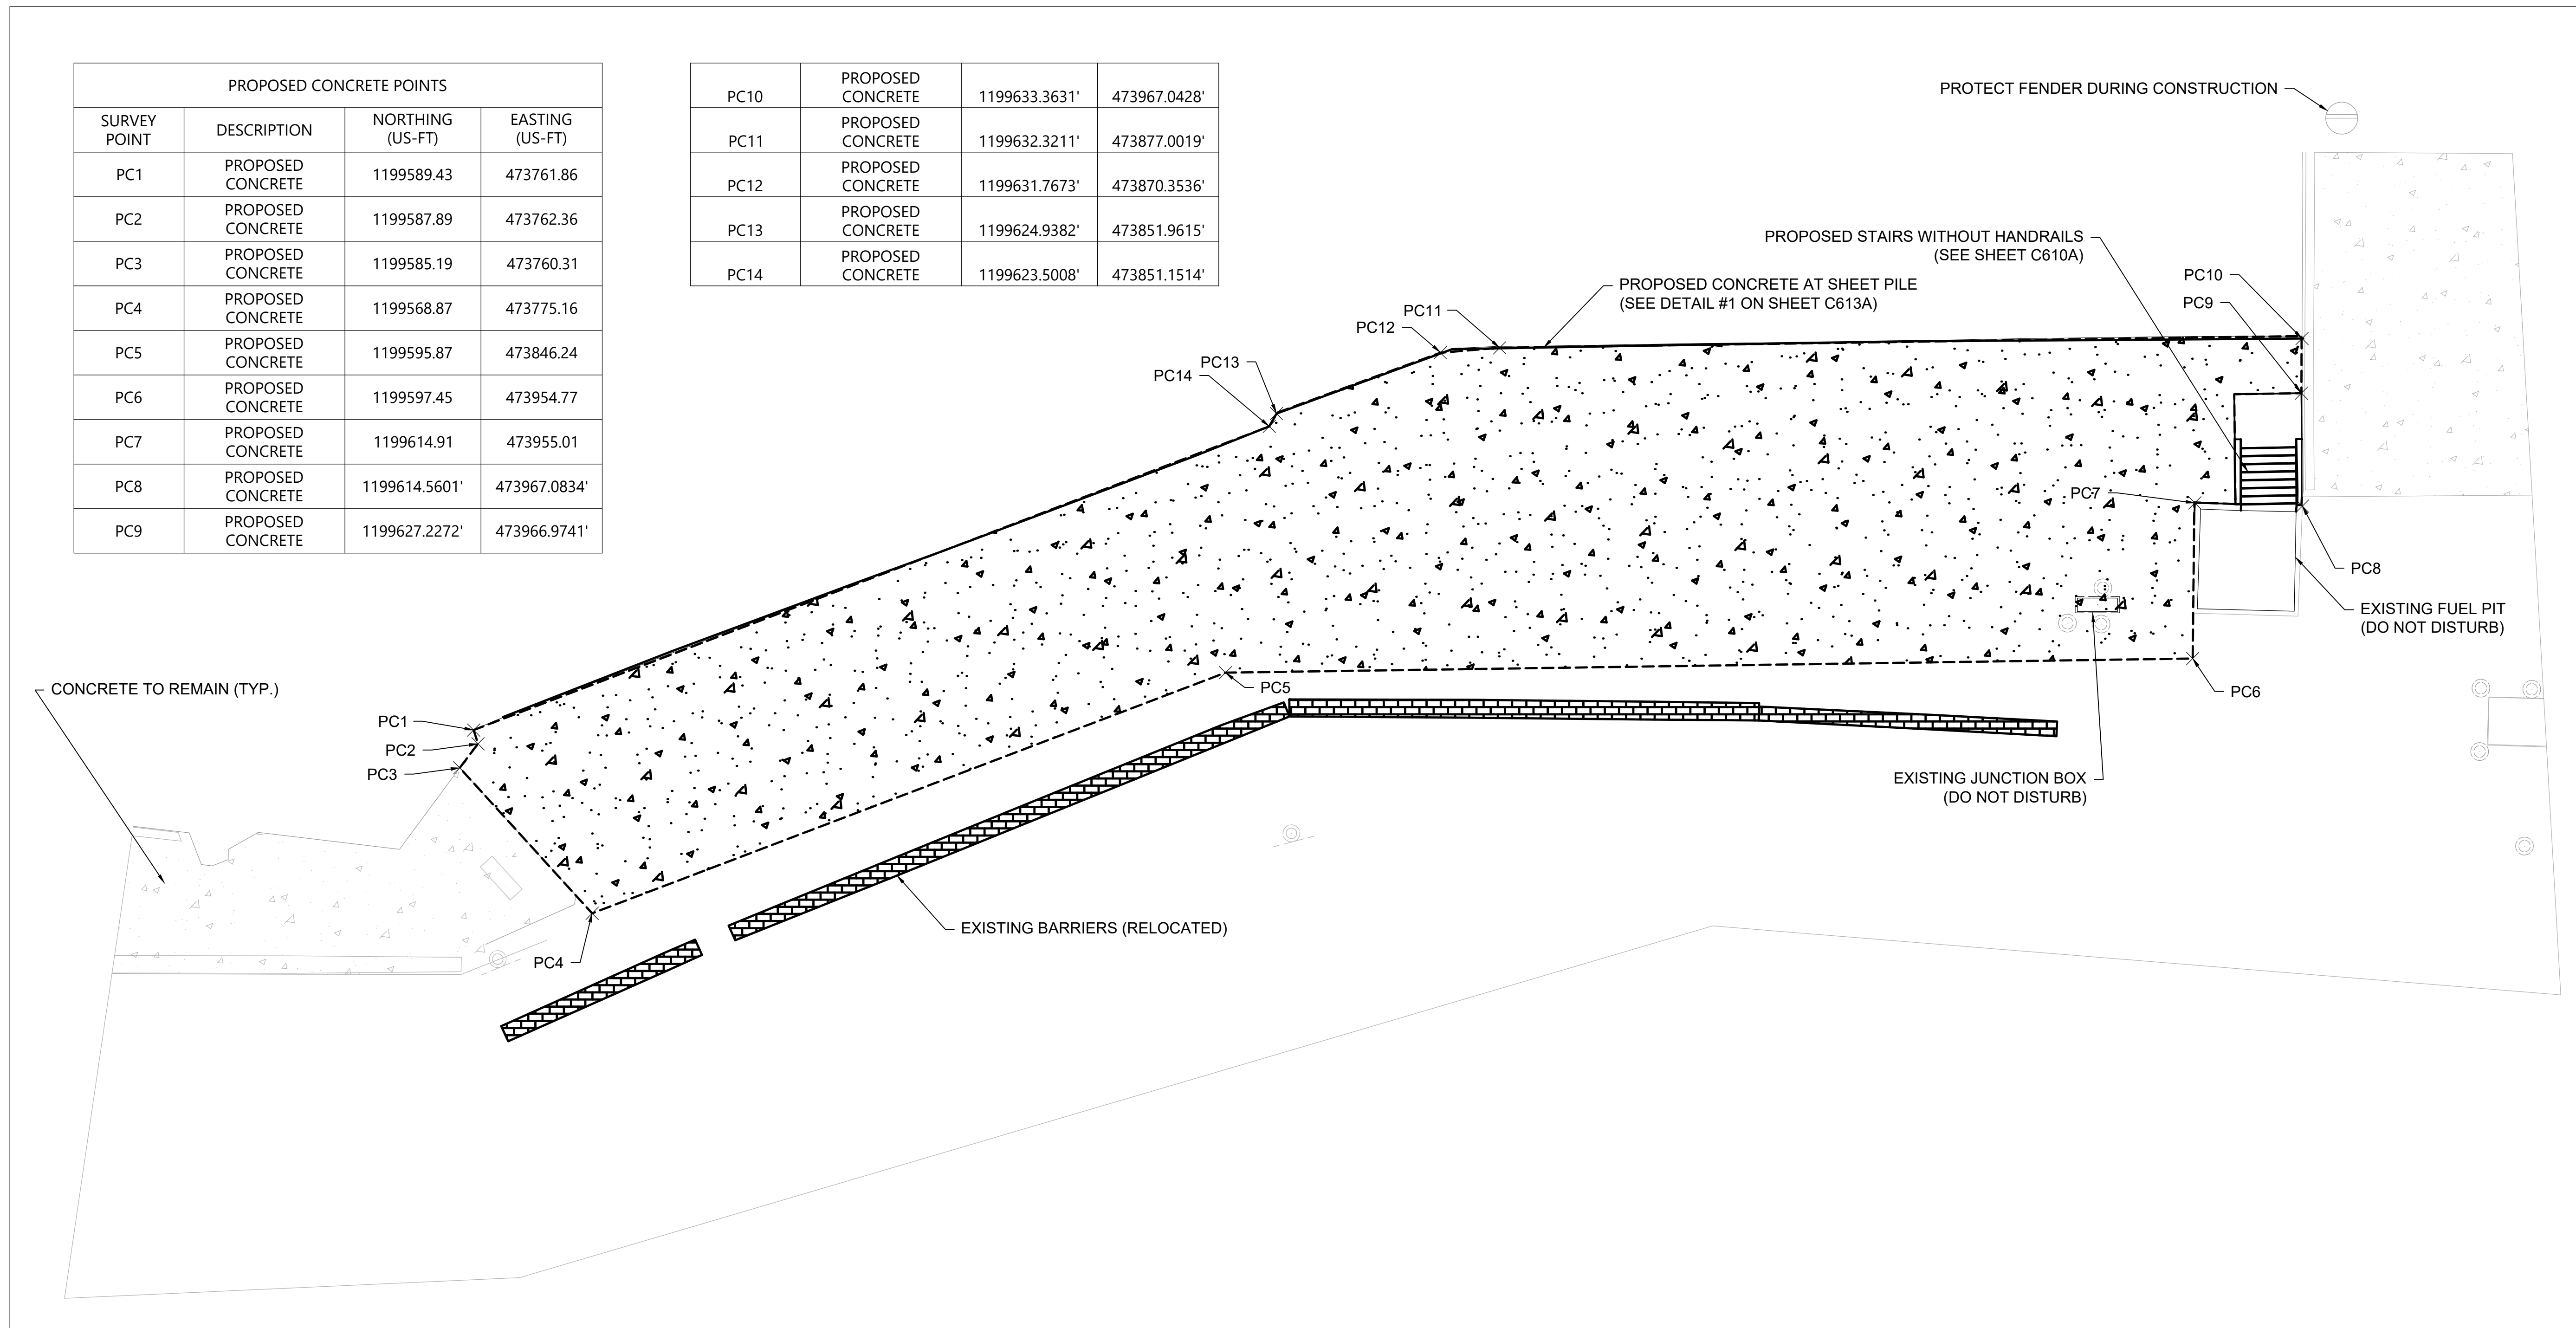 PROPOSED CONCRETE POINTS
SURVEY POINT DESCRIPTION NORTHING (US-FT) EASTING (US-FT)
PC1 PROPOSED CONCRETE 1199589.43 473761.86
PC2 PROPOSED CONCRETE 1199587.89 473762.36
PC3 PROPOSED CONCRETE 1199585.19 473760.31
PC4 PROPOSED CONCRETE 1199568.87 473775.16
PC5 PROPOSED CONCRETE 1199595.87 473846.24
PC6 PROPOSED CONCRETE 1199597.45 473954.77
PC7 PROPOSED CONCRETE 1199614.91 473955.01
PC8 PROPOSED CONCRETE 1199614.5601' 473967.0834'
PC9 PROPOSED CONCRETE 1199627.2272' 473966.9741'
PC10 PROPOSED CONCRETE 1199633.3631' 473967.0428'
PC11 PROPOSED CONCRETE 1199632.3211' 473877.0019'
PC12 PROPOSED CONCRETE 1199631.7673' 473870.3536'
PC13 PROPOSED CONCRETE 1199624.9382' 473851.9615'
PC14 PROPOSED CONCRETE 1199623.5008' 473851.1514'
PROTECT FENDER DURING CONSTRUCTION
PROPOSED STAIRS WITHOUT HANDRAILS
(SEE SHEET C610A)
PROPOSED CONCRETE AT SHEET PILE
(SEE DETAIL #1 ON SHEET C613A)
PC10
PC9
PC11
PC12
PC13
PC14
PC7
PC8
EXISTING FUEL PIT
(DO NOT DISTURB)
CONCRETE TO REMAIN (TYP.)
PC5
PC6
PC1
PC2
PC3
EXISTING JUNCTION BOX
(DO NOT DISTURB)
EXISTING BARRIERS (RELOCATED)
PC4